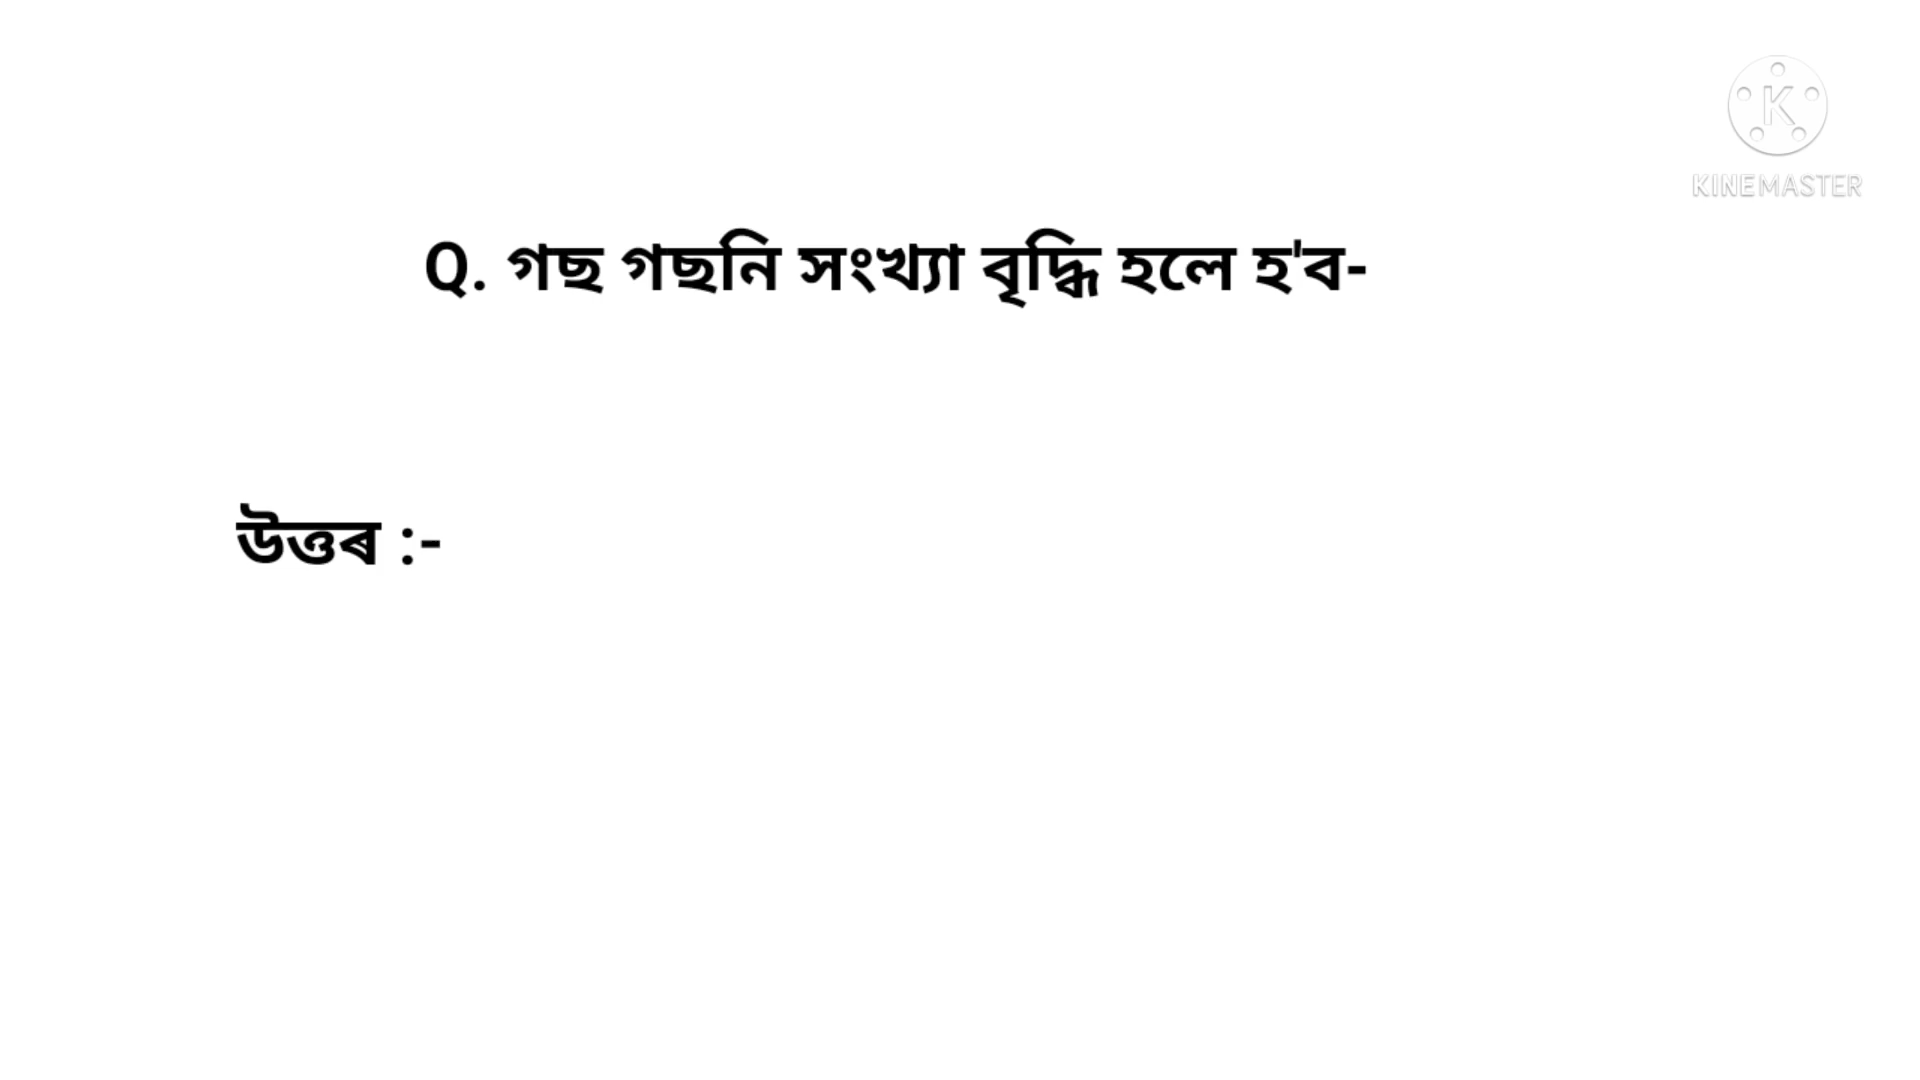 KINEMASTER
Q. গছ গছনি সংখ্যা বৃদ্ধি হলে হ'ব-
উত্তৰ :-